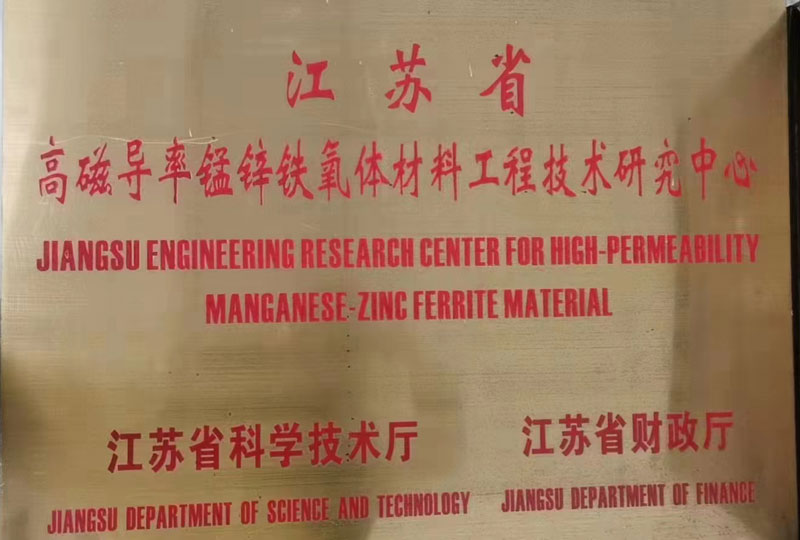 江苏省
高磁导率锰锌铁氧体材料工程技术研究中心
JIANGSU ENGINEERING RESEARCH CENTER FOR HIGH-PERMEABILITY
MANGANESE-ZINC FERRITE MATERIAL
江苏省科学技术厅 江苏省财政厅
JIANGSU DEPARTMENT OF SCIENCE AND TECHNOLOGY JIANGSU DEPARTMENT OF FINANCE